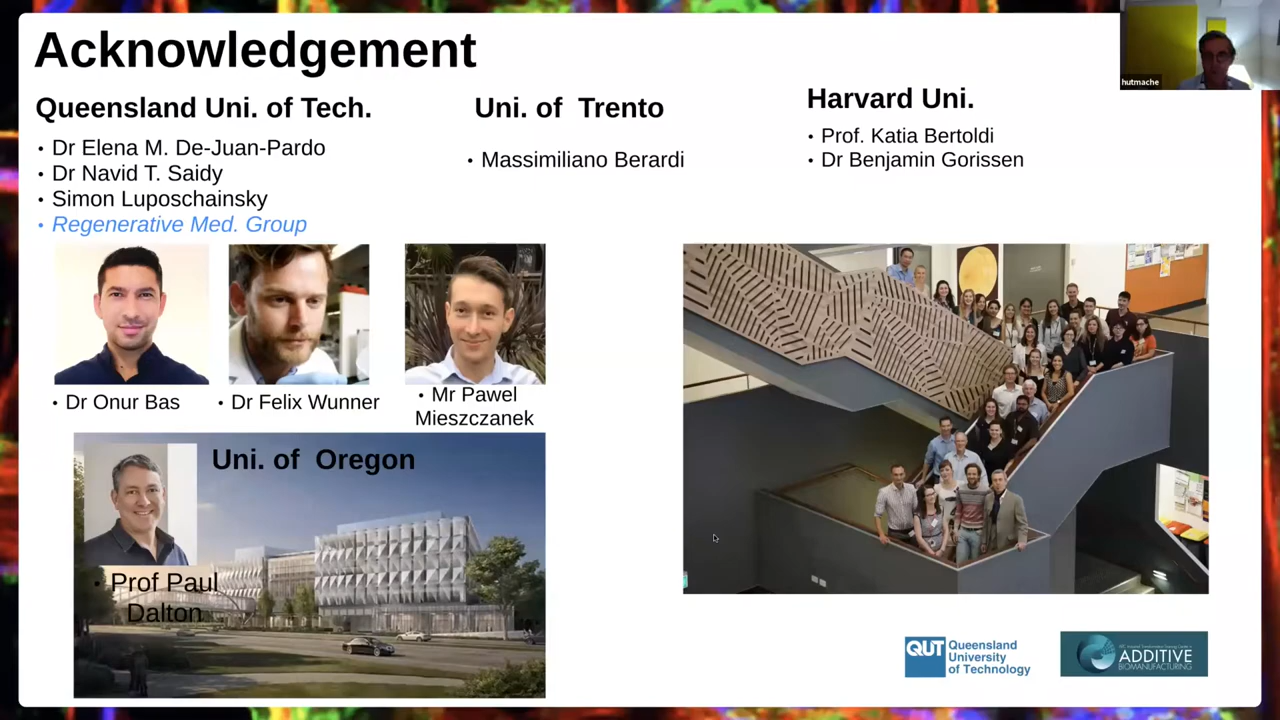 Acknowledgement
hutmache
Queensland Uni. of Tech.
• Dr Elena M. De-Juan-Pardo
• Dr Navid T. Saidy
• Simon Luposchainsky
• Regenerative Med. Group
Uni. of Trento
• Massimiliano Berardi
Harvard Uni.
• Prof. Katia Bertoldi
• Dr Benjamin Gorissen
• Dr Onur Bas
• Dr Felix Wunner
• Mr Pawel
Mieszczanek
Uni. of Oregon
• Prof Paul
Dalton
QUT
Queensland
University
of Technology
ADDITIVE
BIOMANUFACTURING